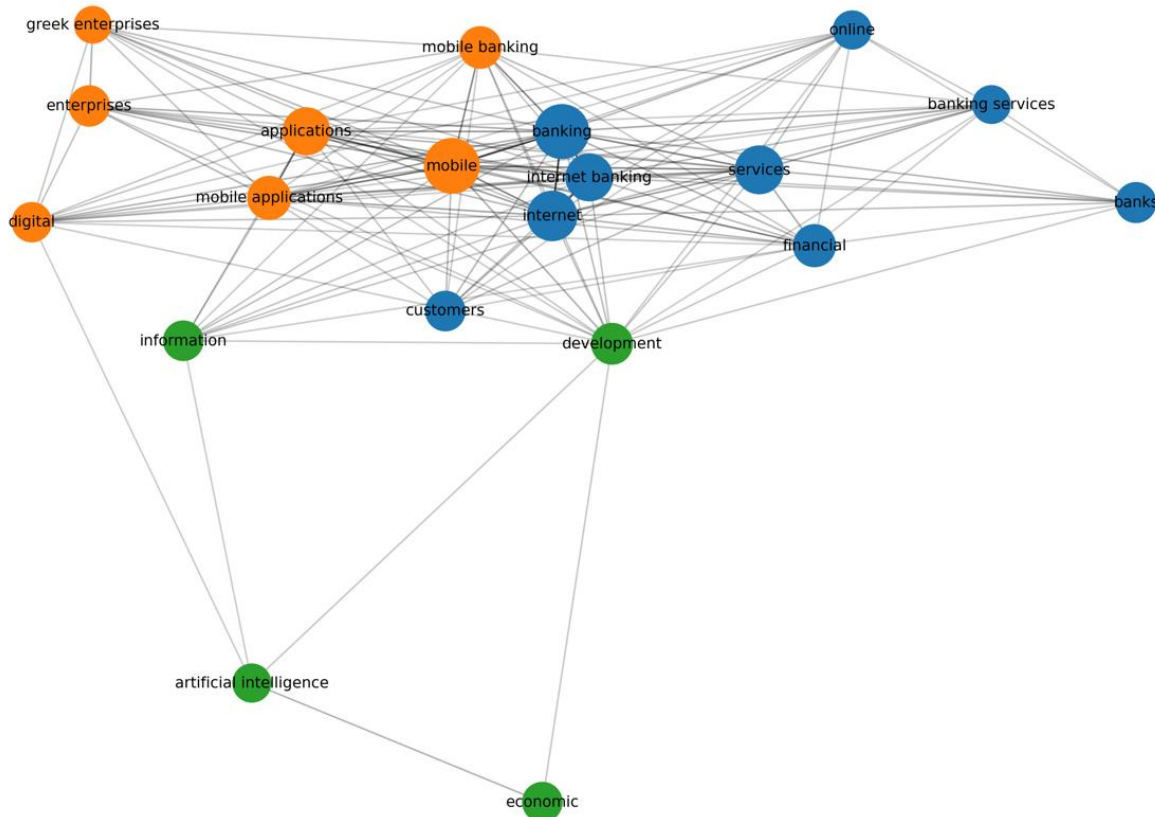 greek enterprises
online
mobile banking
enterprises
banking services
applications
banking
mobile
services
internet banking
mobile applications
banks
internet
digital
financial
customers
information
development
artificial intelligence
economic